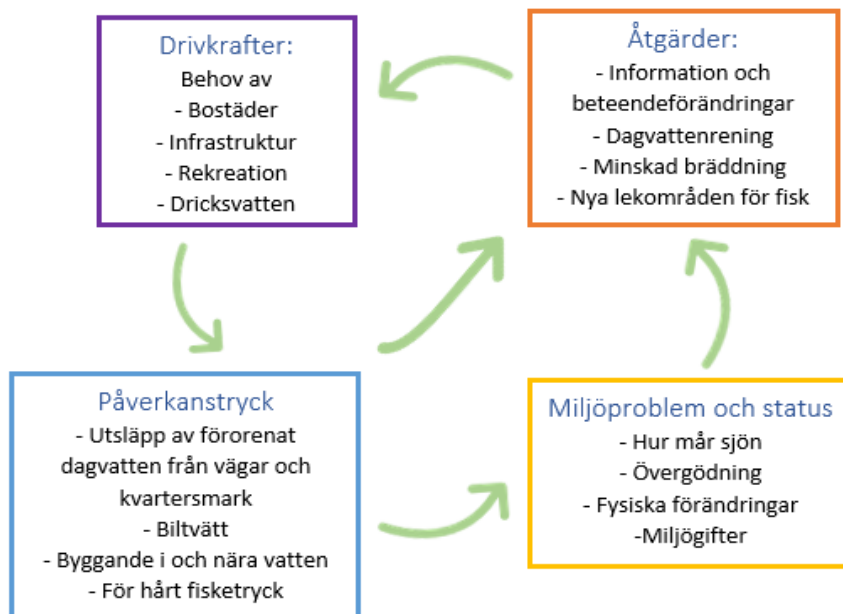 Drivkrafter:
Behov av
- Bostäder
- Infrastruktur
- Rekreation
- Dricksvatten
Åtgärder:
- Information och
beteendeförändringar
- Dagvattenrening
- Minskad bräddning
- Nya lekområden för fisk
Påverkanstryck
- Utsläpp av förorenat
dagvatten från vägar och
kvartersmark
- Biltvätt
- Byggande i och nära vatten
- För hårt fisketryck
Miljöproblem och status
- Hur mår sjön
- Övergödning
- Fysiska förändringar
-Miljögifter